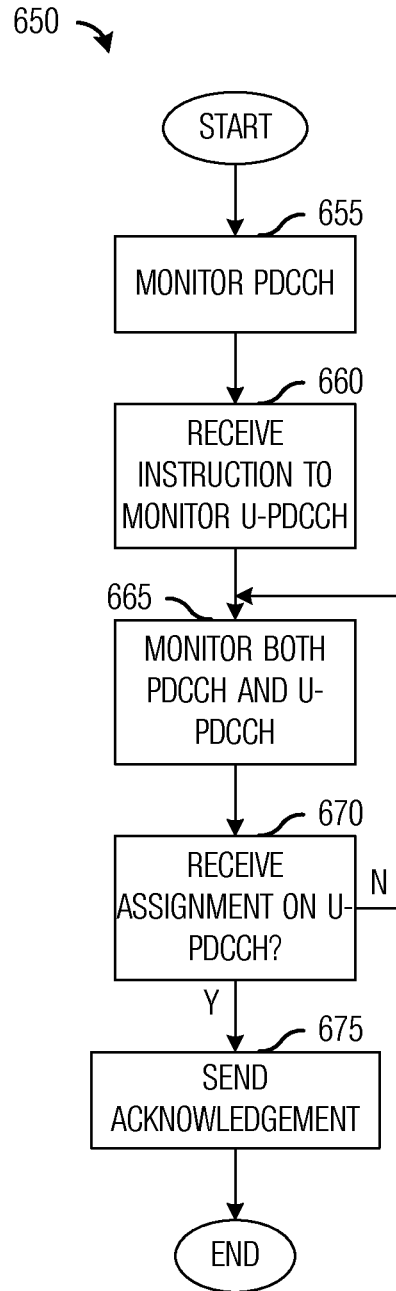 650
START
655
MONITOR PDCCH
660
RECEIVE
INSTRUCTION TO
MONITOR U-PDCCH
665
MONITOR BOTH
PDCCH AND U-
PDCCH
670
RECEIVE
ASSIGNMENT ON U-
PDCCH?
N
Y
675
SEND
ACKNOWLEDGEMENT
END